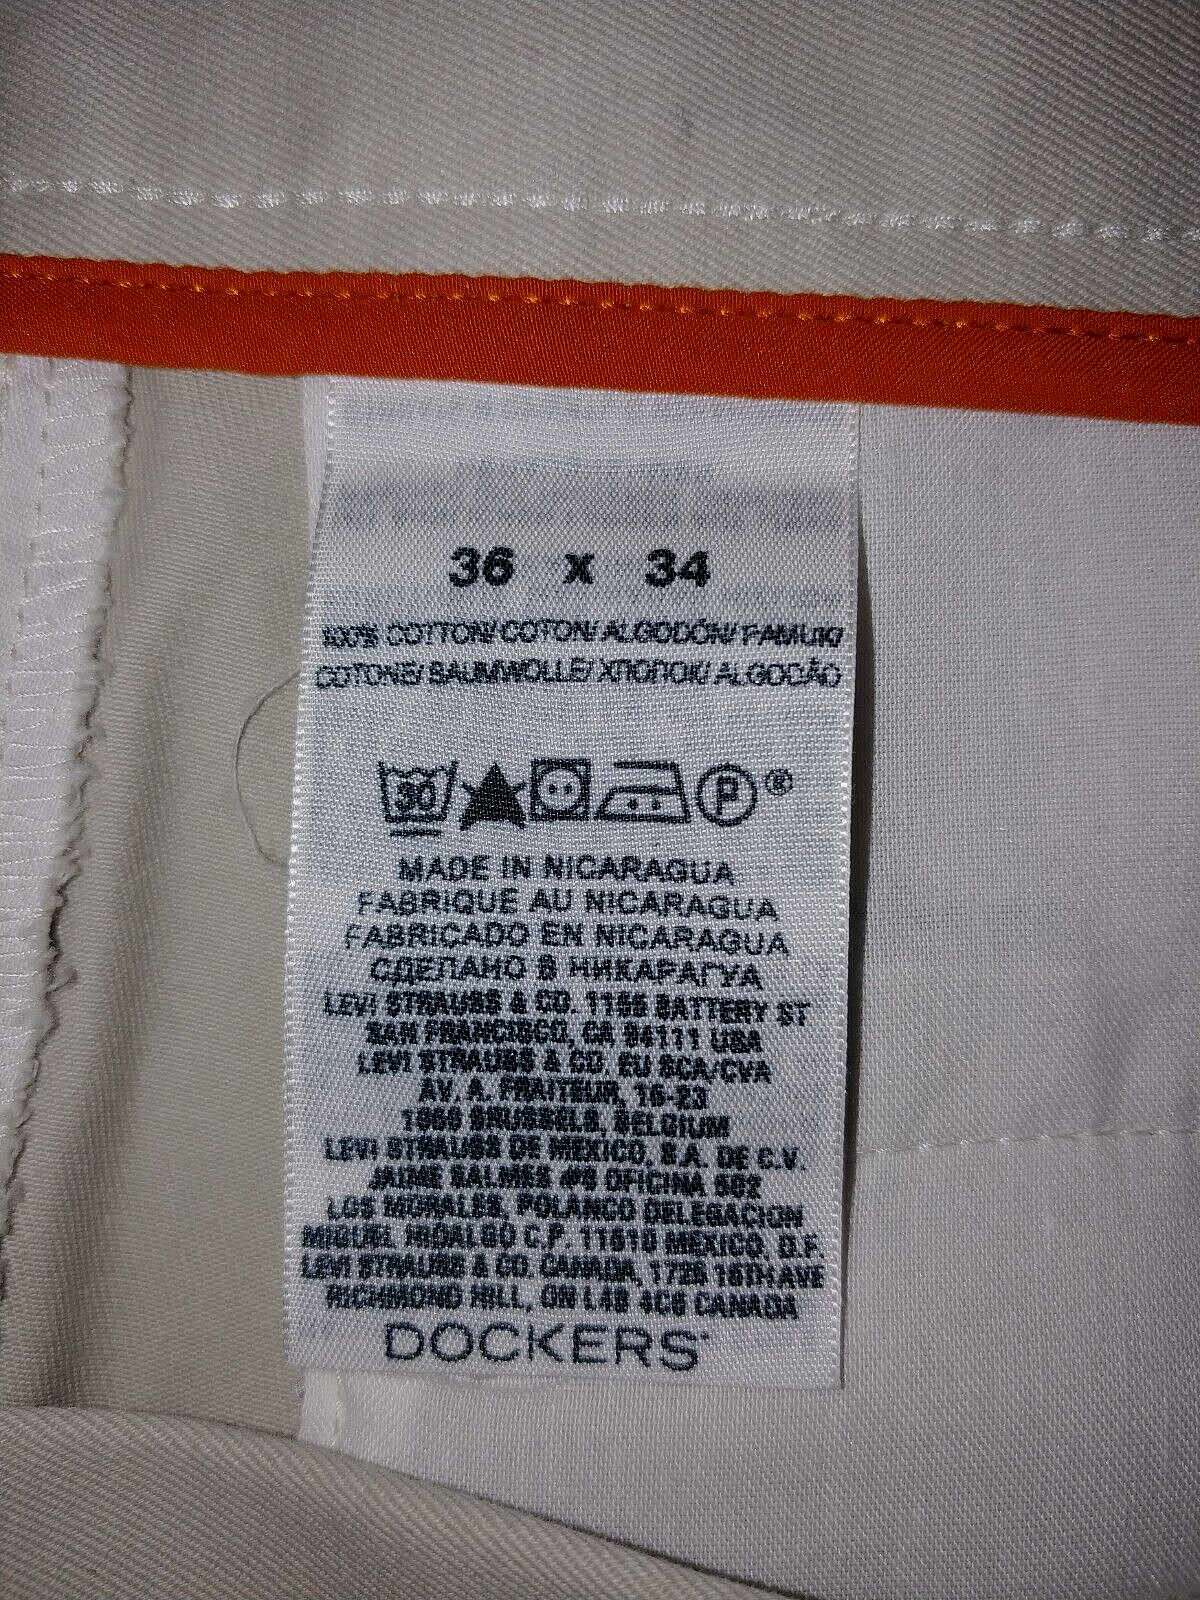 36 x 34
100% COTTON/ COTON/ ALGODÓN/ PAMUK/
COTONE/ BAUMWOLLE/ ХЛОПОК/ ALGODÃO
30 P ®
MADE IN NICARAGUA
FABRIQUE AU NICARAGUA
FABRICADO EN NICARAGUA
СДЕЛАНО В НИКАРАГУА
LEVI STRAUSS & CO. 1155 BATTERY ST
SAN FRANCISCO, CA 94111 USA
LEVI STRAUSS & CO. EU SCA/CVA
AV. A. FRAITEUR, 15-23
1050 BRUSSELS, BELGIUM
LEVI STRAUSS DE MEXICO, S.A. DE C.V.
JAIME BALMES #8 OFICINA 502
LOS MORALES, POLANCO DELEGACION
MIGUEL HIDALGO C.P. 11510 MEXICO, D.F.
LEVI STRAUSS & CO. CANADA, 1725 16TH AVE
RICHMOND HILL, ON L4B 4C6 CANADA
DOCKERS